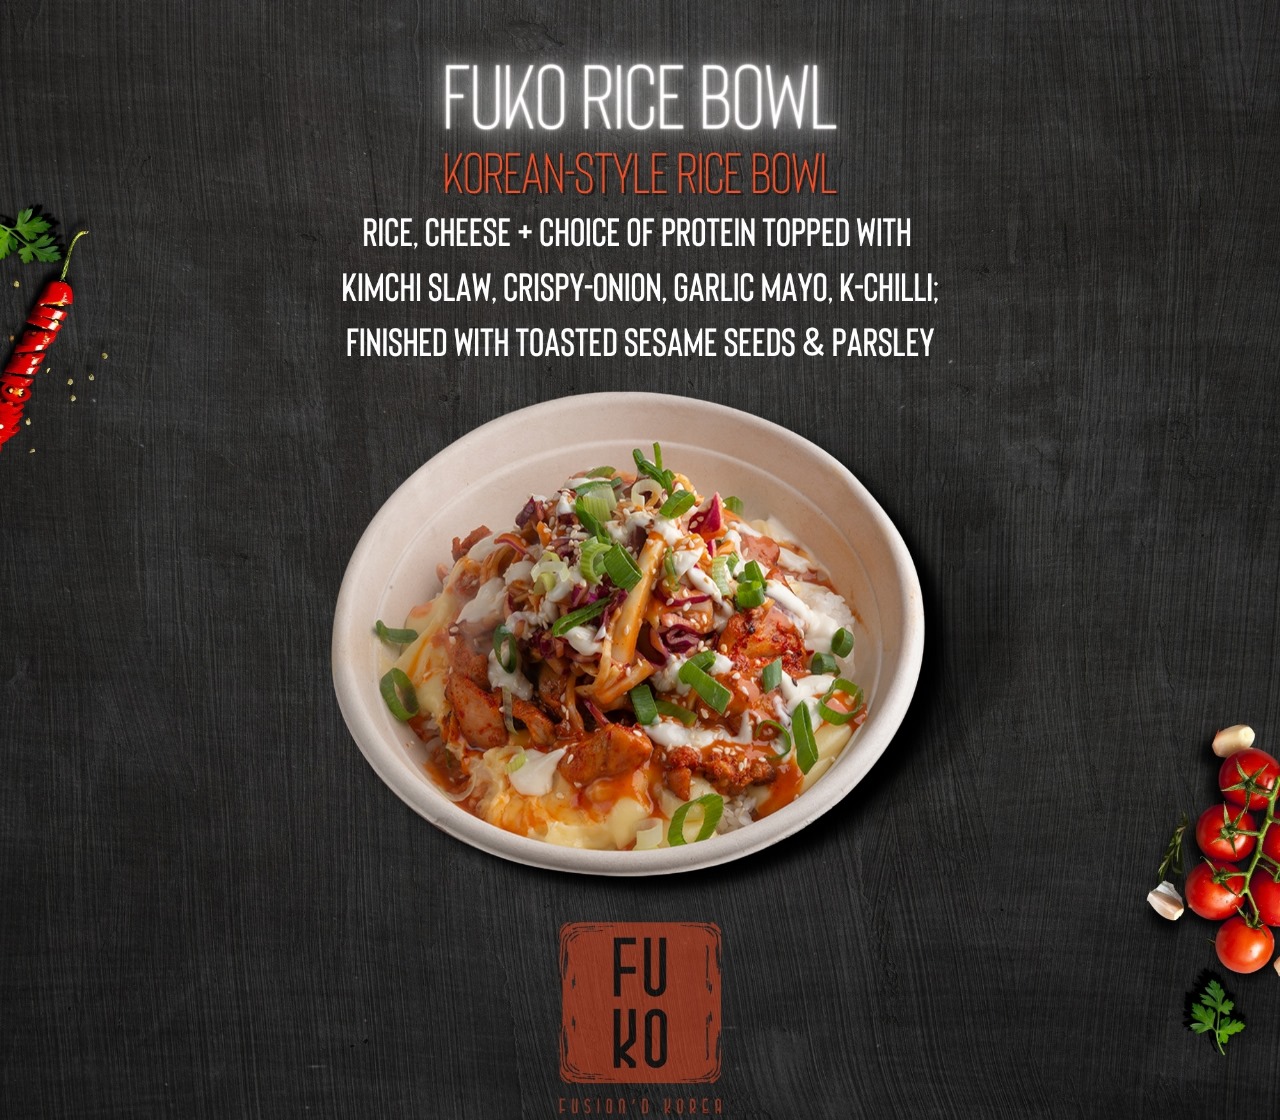 FUKO RICE BOWL
KOREAN-STYLE RICE BOWL
RICE, CHEESE + CHOICE OF PROTEIN TOPPED WITH
KIMCHI SLAW, CRISPY-ONION, GARLIC MAYO, K-CHILLI;
FINISHED WITH TOASTED SESAME SEEDS & PARSLEY
FU
KO
FUSION'D KOREA